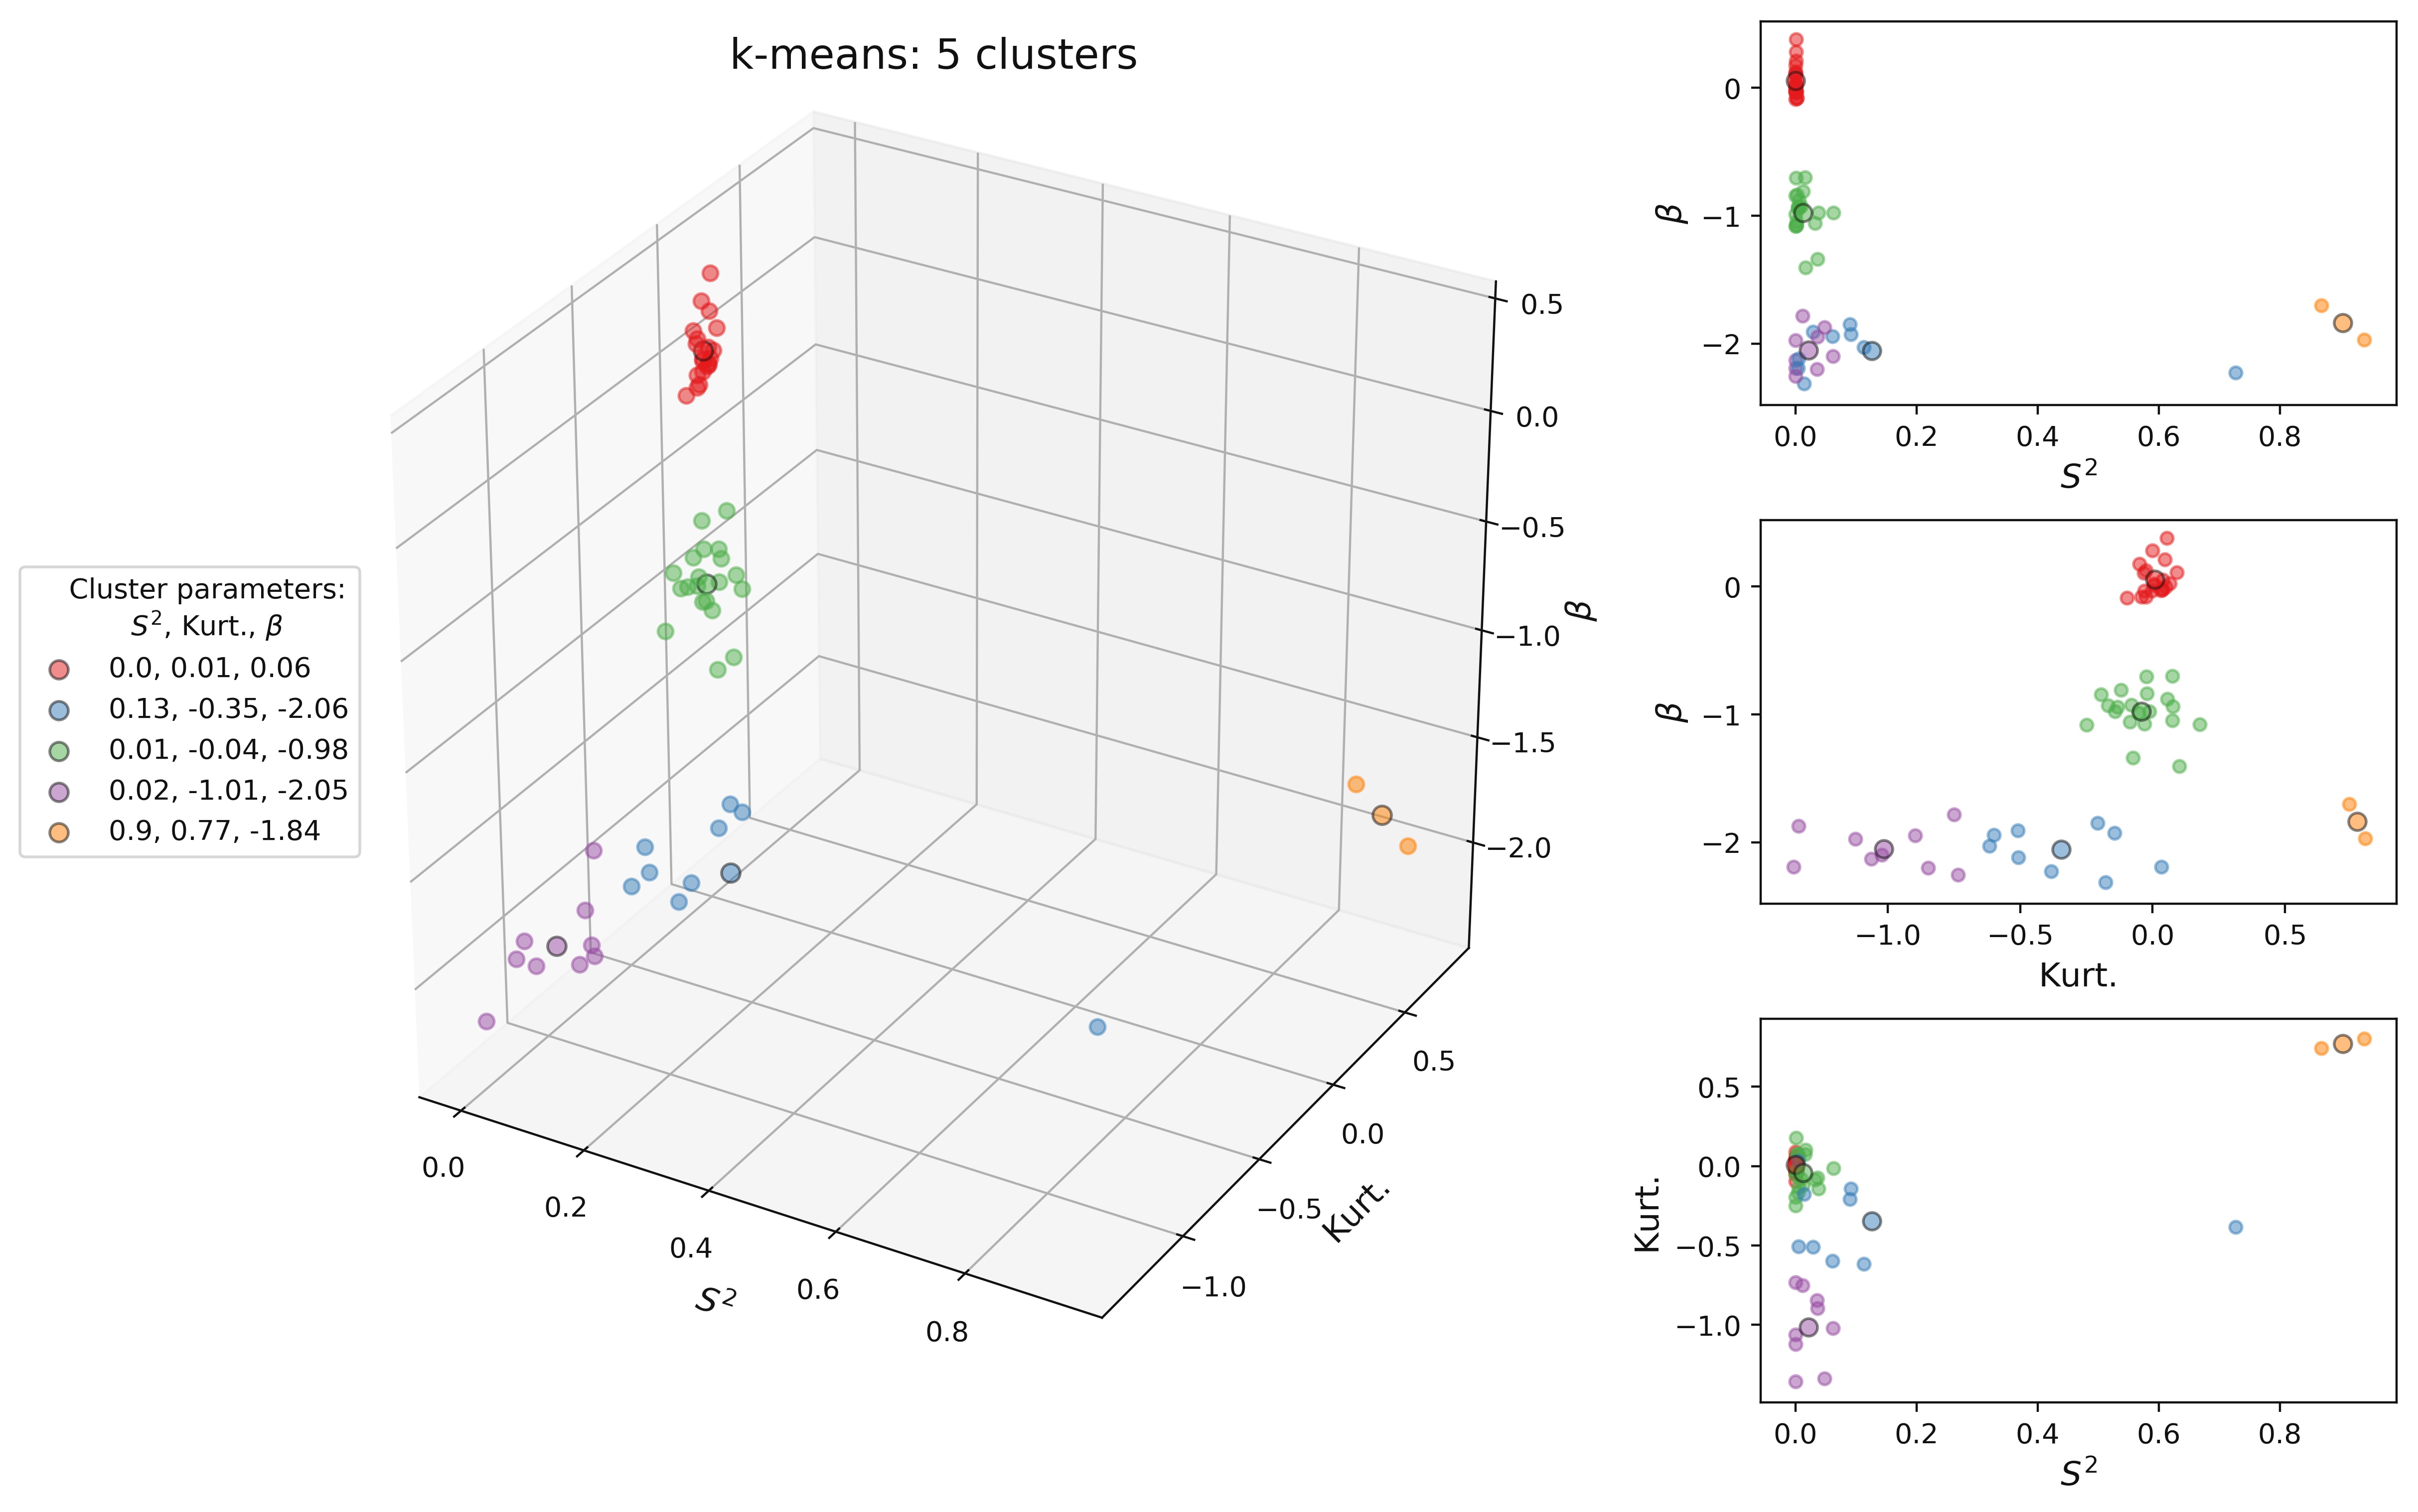 k-means: 5 clusters
Cluster parameters:
S², Kurt., β
0.0, 0.01, 0.06
0.13, -0.35, -2.06
0.01, -0.04, -0.98
0.02, -1.01, -2.05
0.9, 0.77, -1.84
0.5
0.0
−0.5
−1.0
−1.5
−2.0
β
0.0
0.2
0.4
0.6
0.8
S²
−1.0
−0.5
0.0
0.5
Kurt.
0
−1
−2
β
0.0 0.2 0.4 0.6 0.8
S²
0
−1
−2
β
−1.0 −0.5 0.0 0.5
Kurt.
0.5
0.0
−0.5
−1.0
Kurt.
0.0 0.2 0.4 0.6 0.8
S²